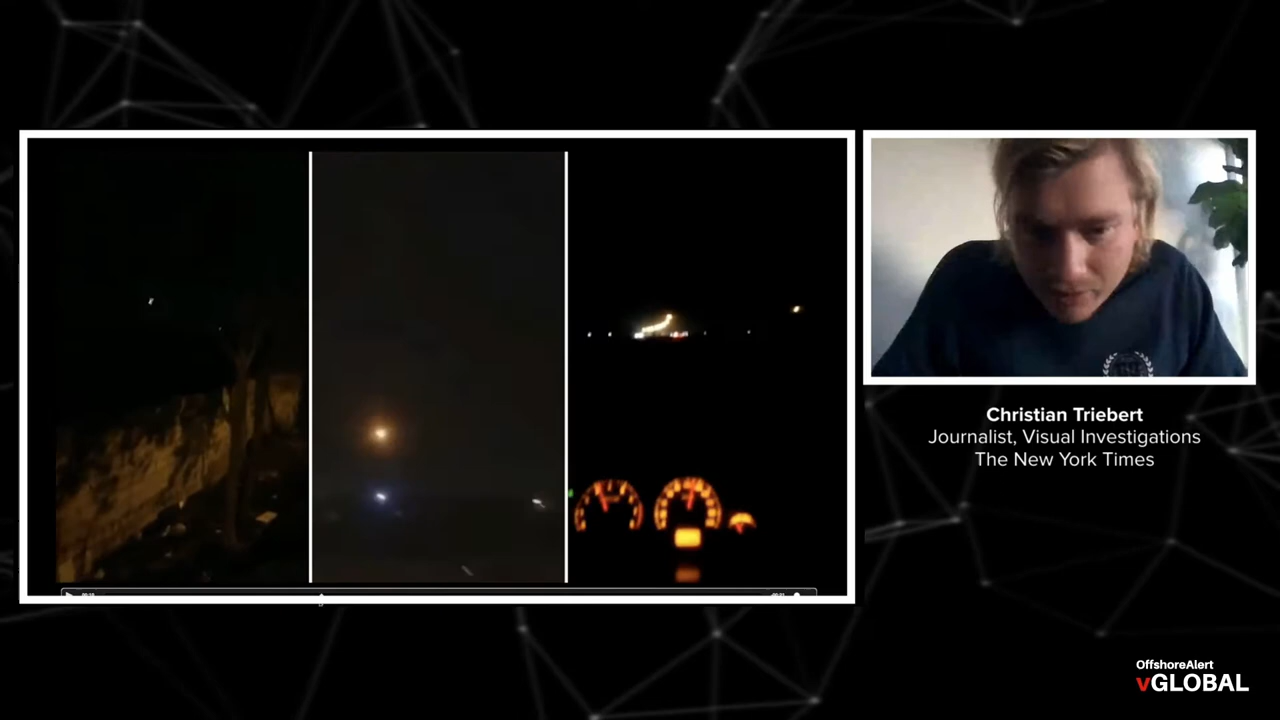 Christian Triebert
Journalist, Visual Investigations
The New York Times
OffshoreAlert
vGLOBAL